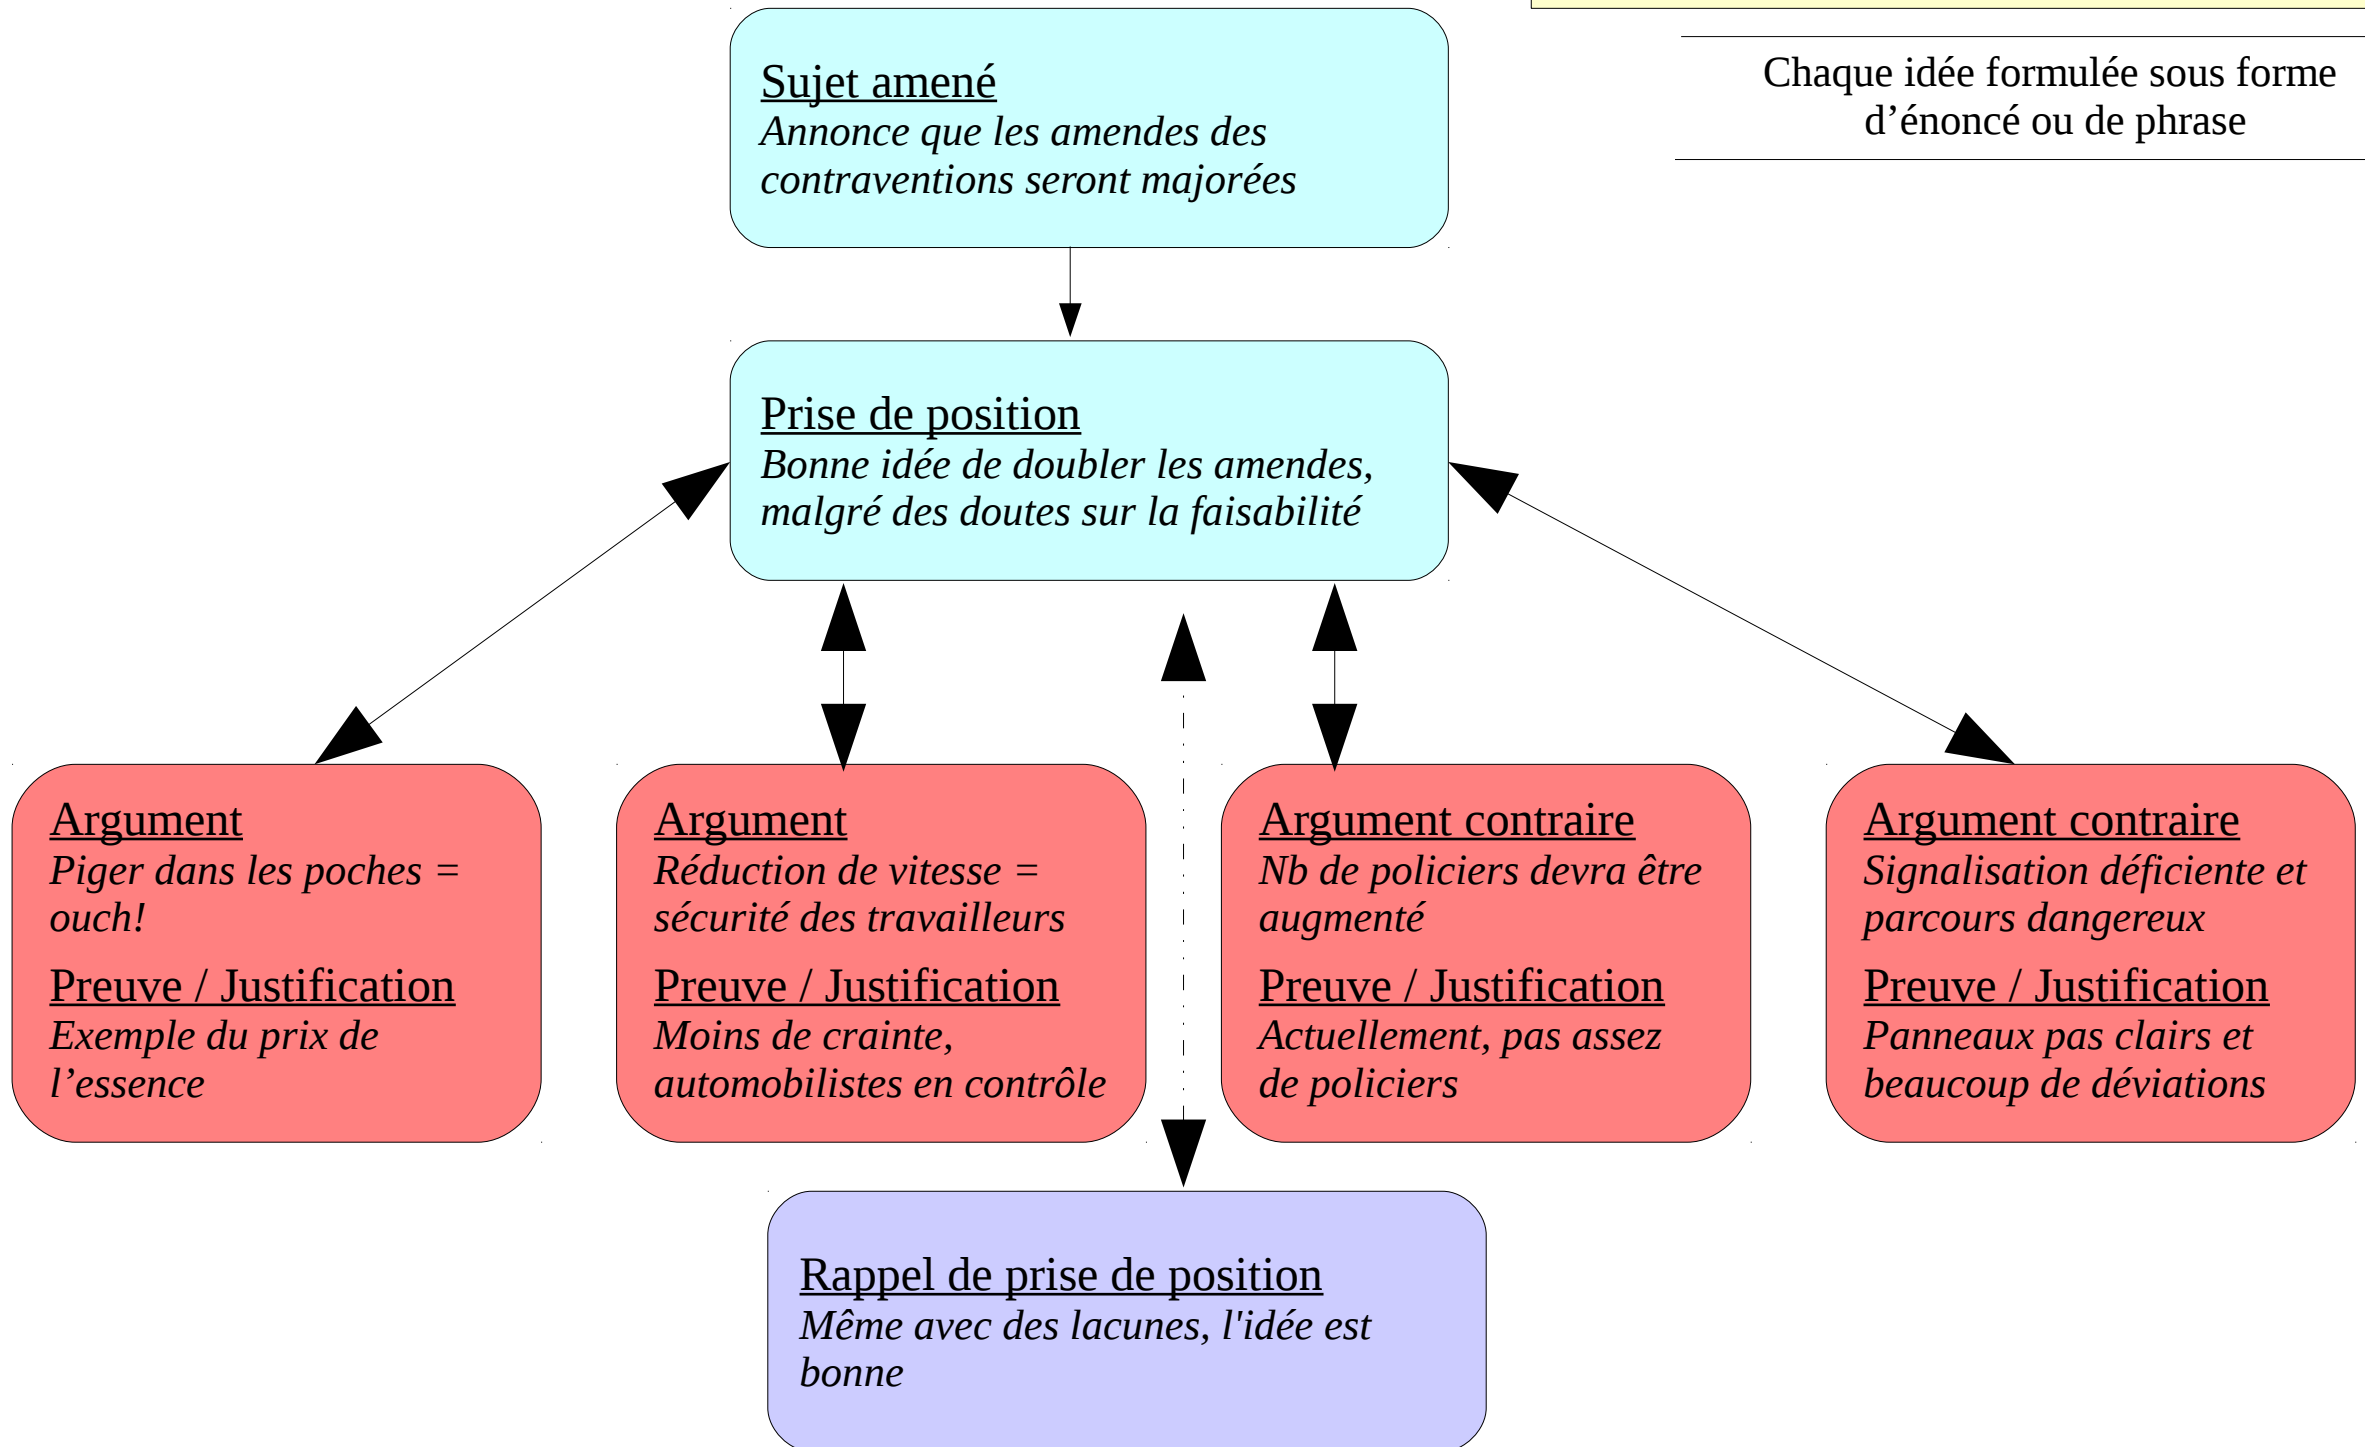 Chaque idée formulée sous forme
d’énoncé ou de phrase
Sujet amené
Annonce que les amendes des
contraventions seront majorées
Prise de position
Bonne idée de doubler les amendes,
malgré des doutes sur la faisabilité
Argument
Piger dans les poches =
ouch!
Preuve / Justification
Exemple du prix de
l’essence
Argument
Réduction de vitesse =
sécurité des travailleurs
Preuve / Justification
Moins de crainte,
automobilistes en contrôle
Argument contraire
Nb de policiers devra être
augmenté
Preuve / Justification
Actuellement, pas assez
de policiers
Argument contraire
Signalisation déficiente et
parcours dangereux
Preuve / Justification
Panneaux pas clairs et
beaucoup de déviations
Rappel de prise de position
Même avec des lacunes, l'idée est
bonne